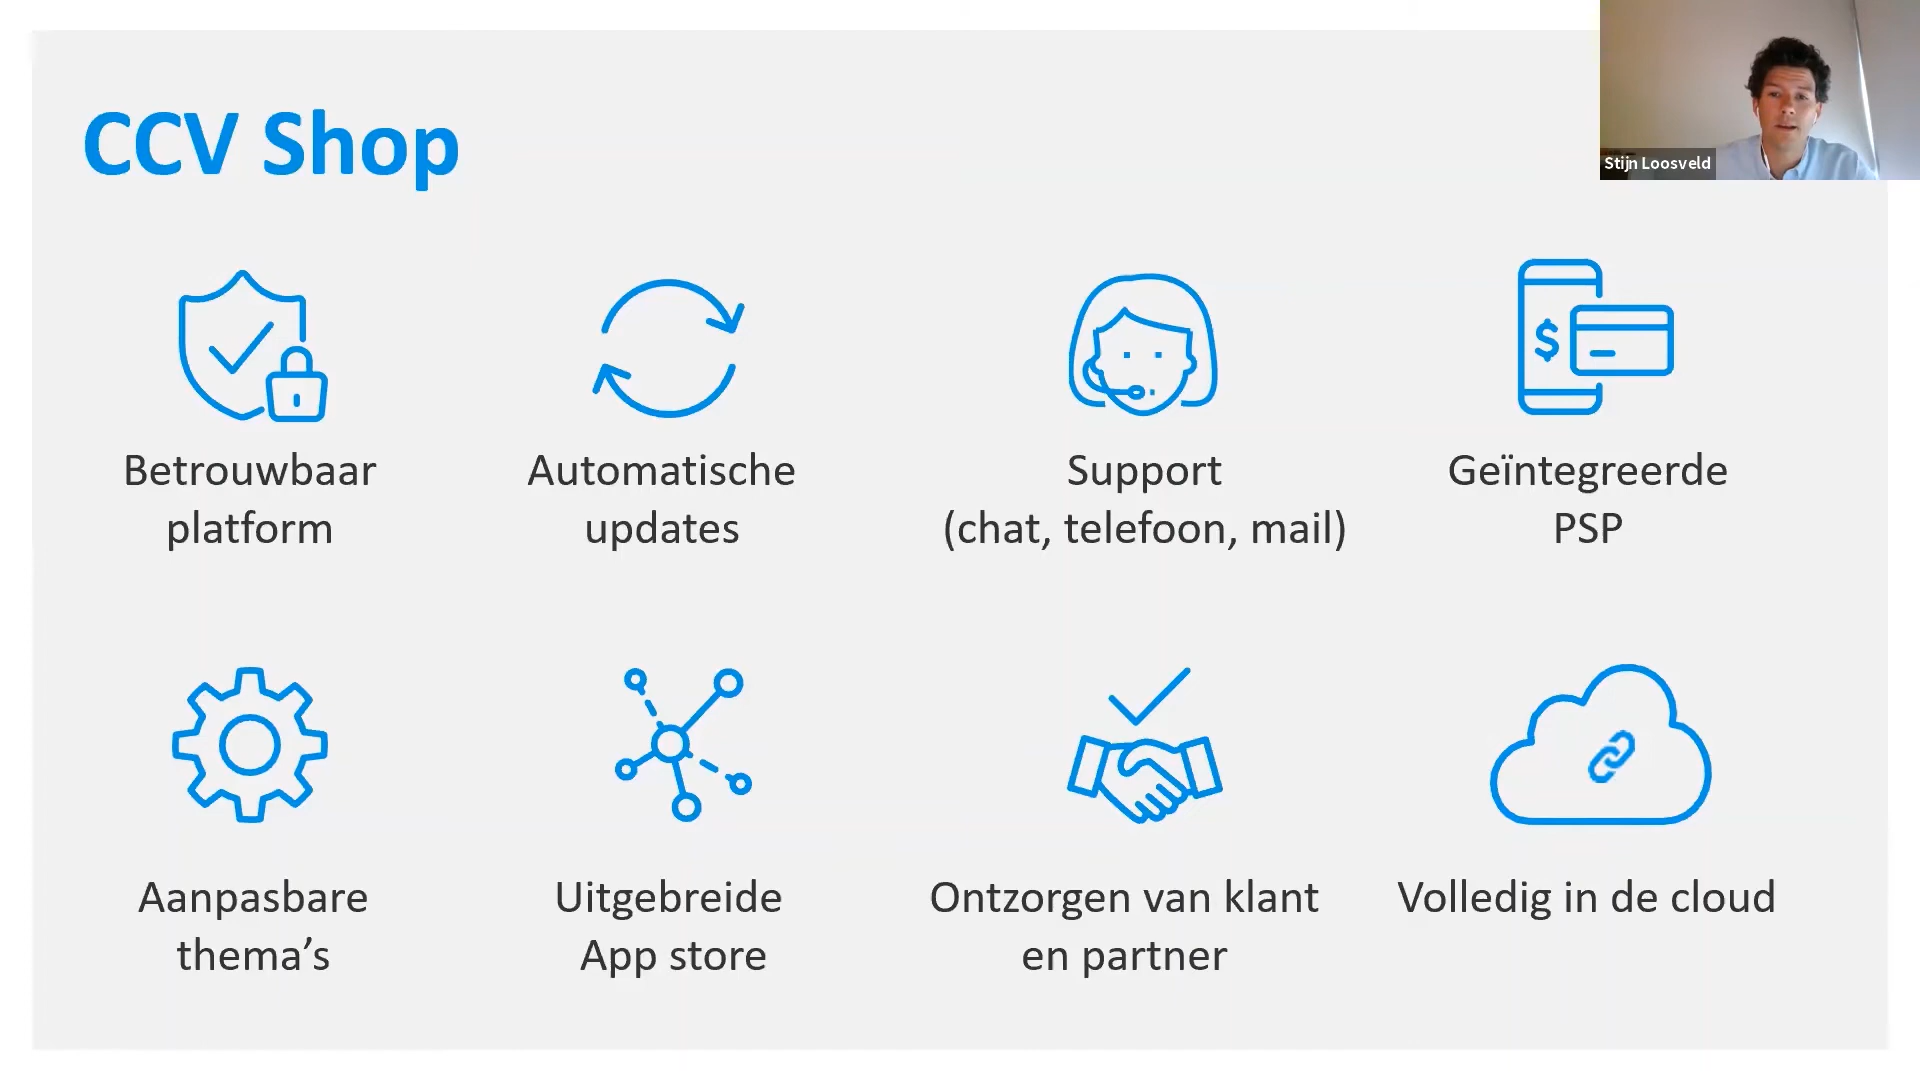 CCV Shop
Stijn Loosveld
$
Betrouwbaar
platform
Automatische
updates
Support
(chat, telefoon, mail)
Geïntegreerde
PSP
Aanpasbare
thema’s
Uitgebreide
App store
Ontzorgen van klant
en partner
Volledig in de cloud